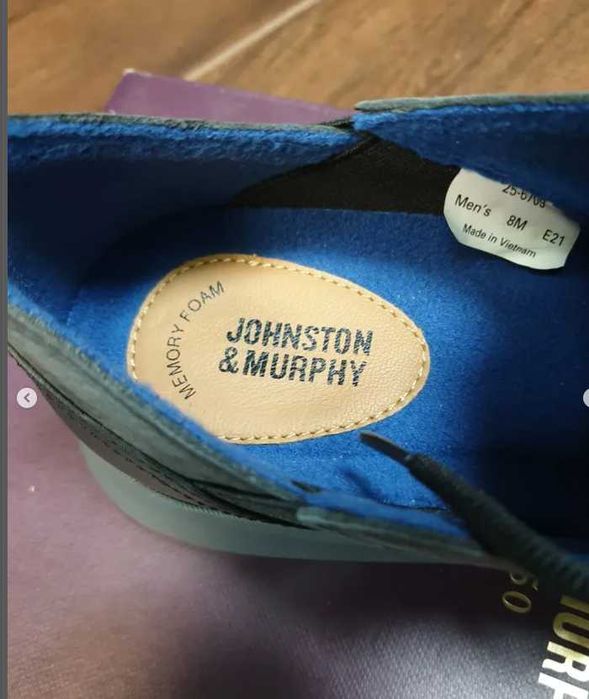 MEMORY FOAM
JOHNSTON
& MURPHY
Men's 8M E21
Made in Vietnam